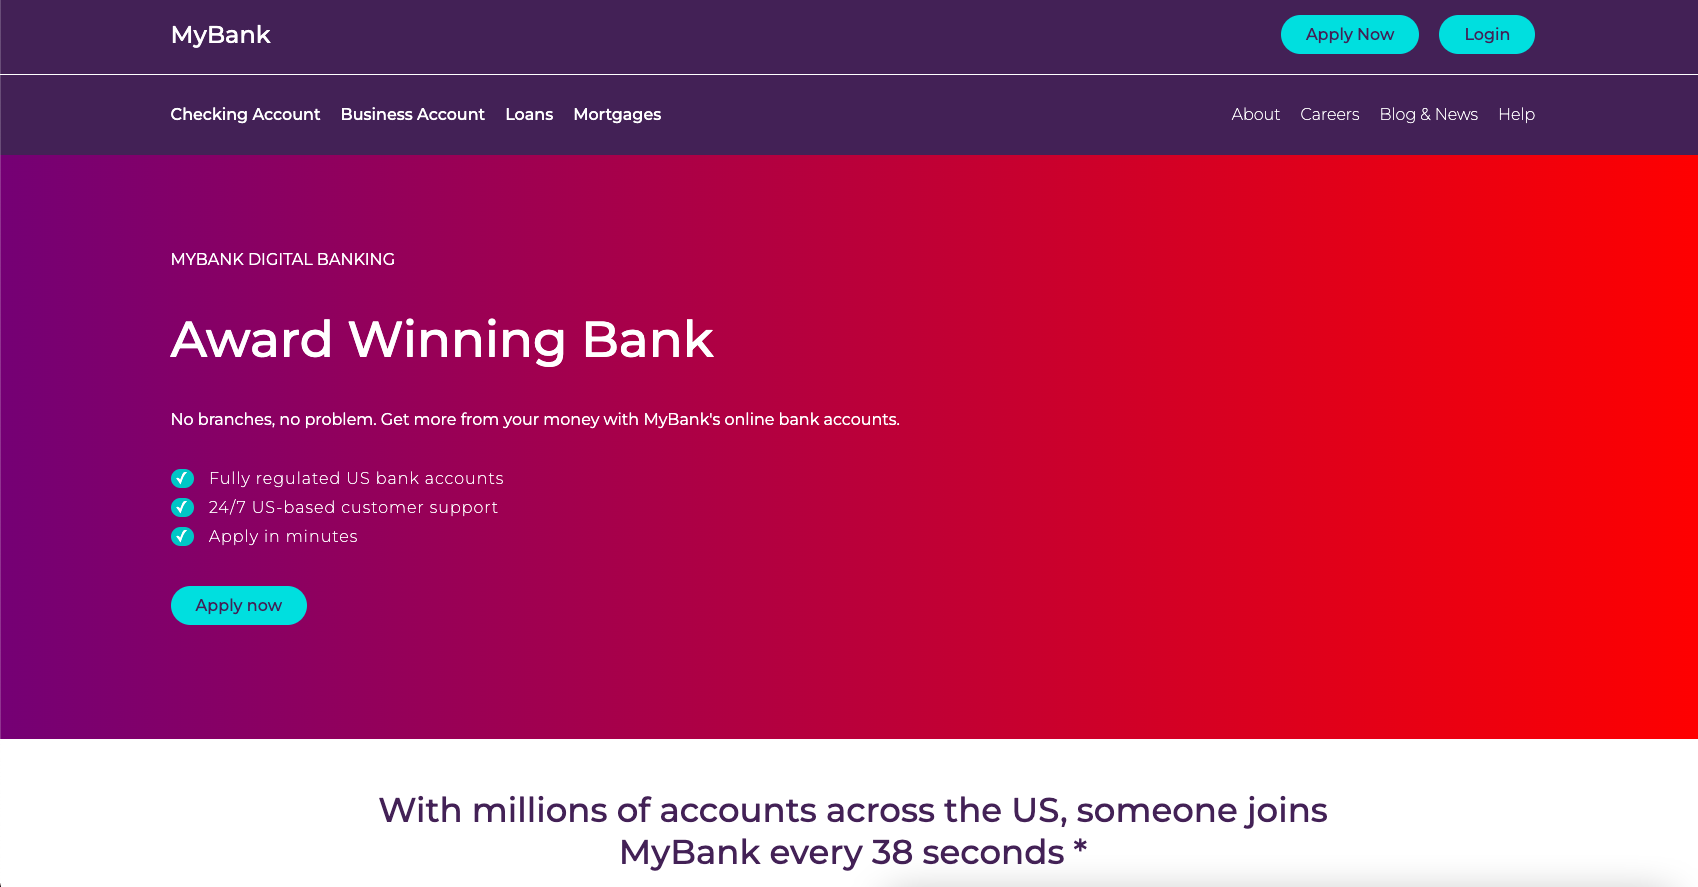 MyBank
Apply Now
Login
Checking Account
Business Account
Loans
Mortgages
About
Careers
Blog & News
Help
MYBANK DIGITAL BANKING
Award Winning Bank
No branches, no problem. Get more from your money with MyBank's online bank accounts.
Fully regulated US bank accounts
24/7 US-based customer support
Apply in minutes
Apply now
With millions of accounts across the US, someone joins
MyBank every 38 seconds *